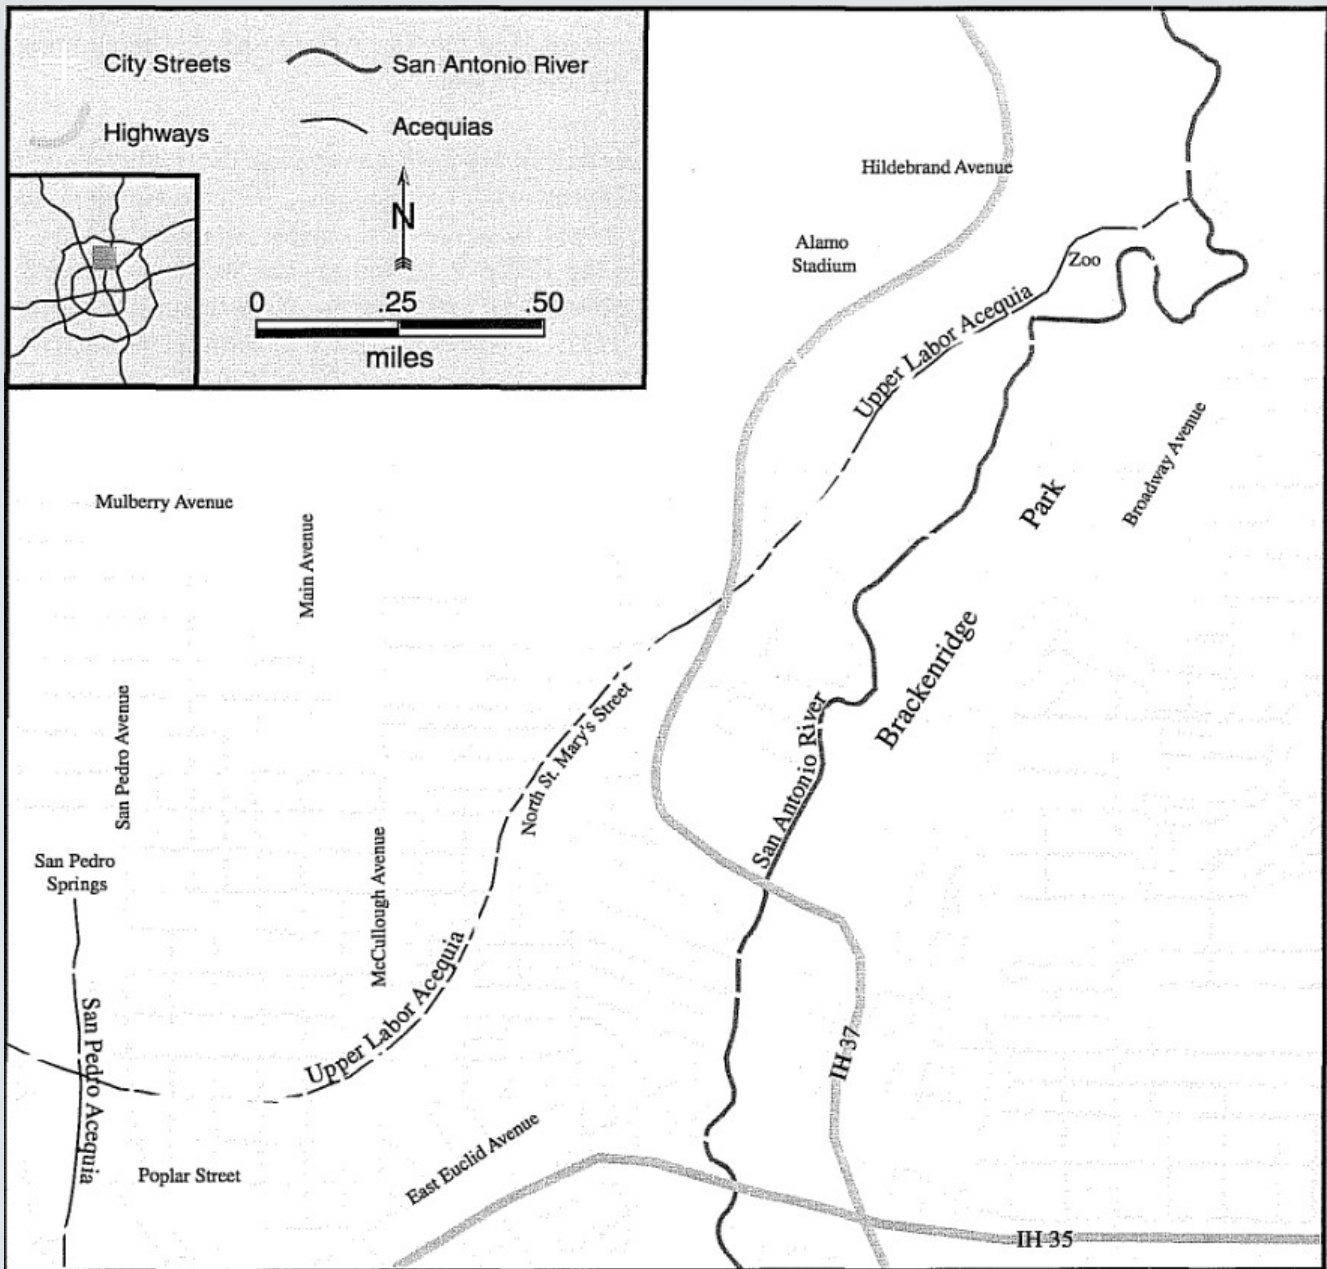 City Streets
San Antonio River
Highways
Acequias
N
0 .25 .50
miles
Hildebrand Avenue
Alamo
Stadium
Zoo
Upper Labor Acequia
Mulberry Avenue
Main Avenue
Broadway Avenue
Park
Brackenridge
San Pedro Avenue
North St. Mary's Street
San Antonio River
San Pedro
Springs
McCullough Avenue
Upper Labor Acequia
San Pedro Acequia
IH 37
Poplar Street
East Euclid Avenue
IH 35